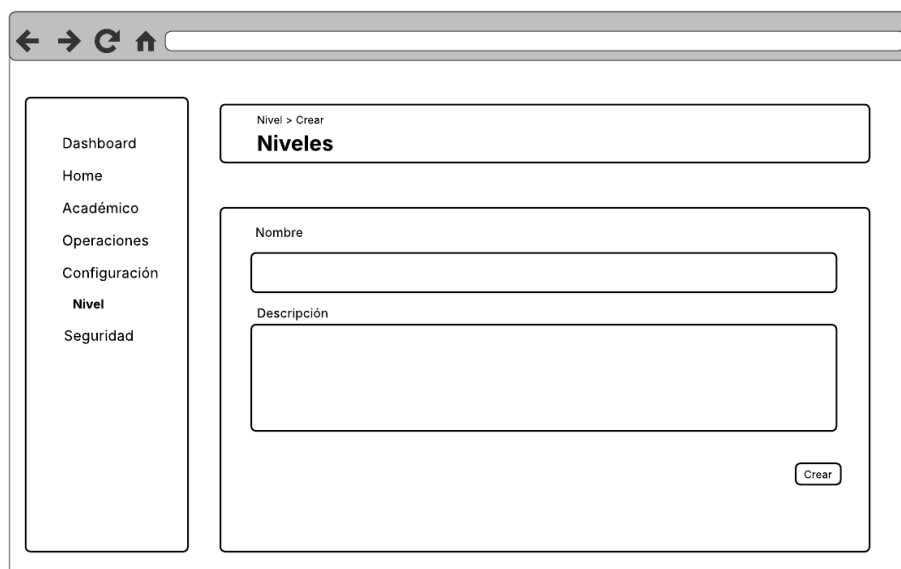 Dashboard
Home
Académico
Operaciones
Configuración
Nivel
Seguridad
Nivel > Crear
Niveles
Nombre
Descripción
Crear